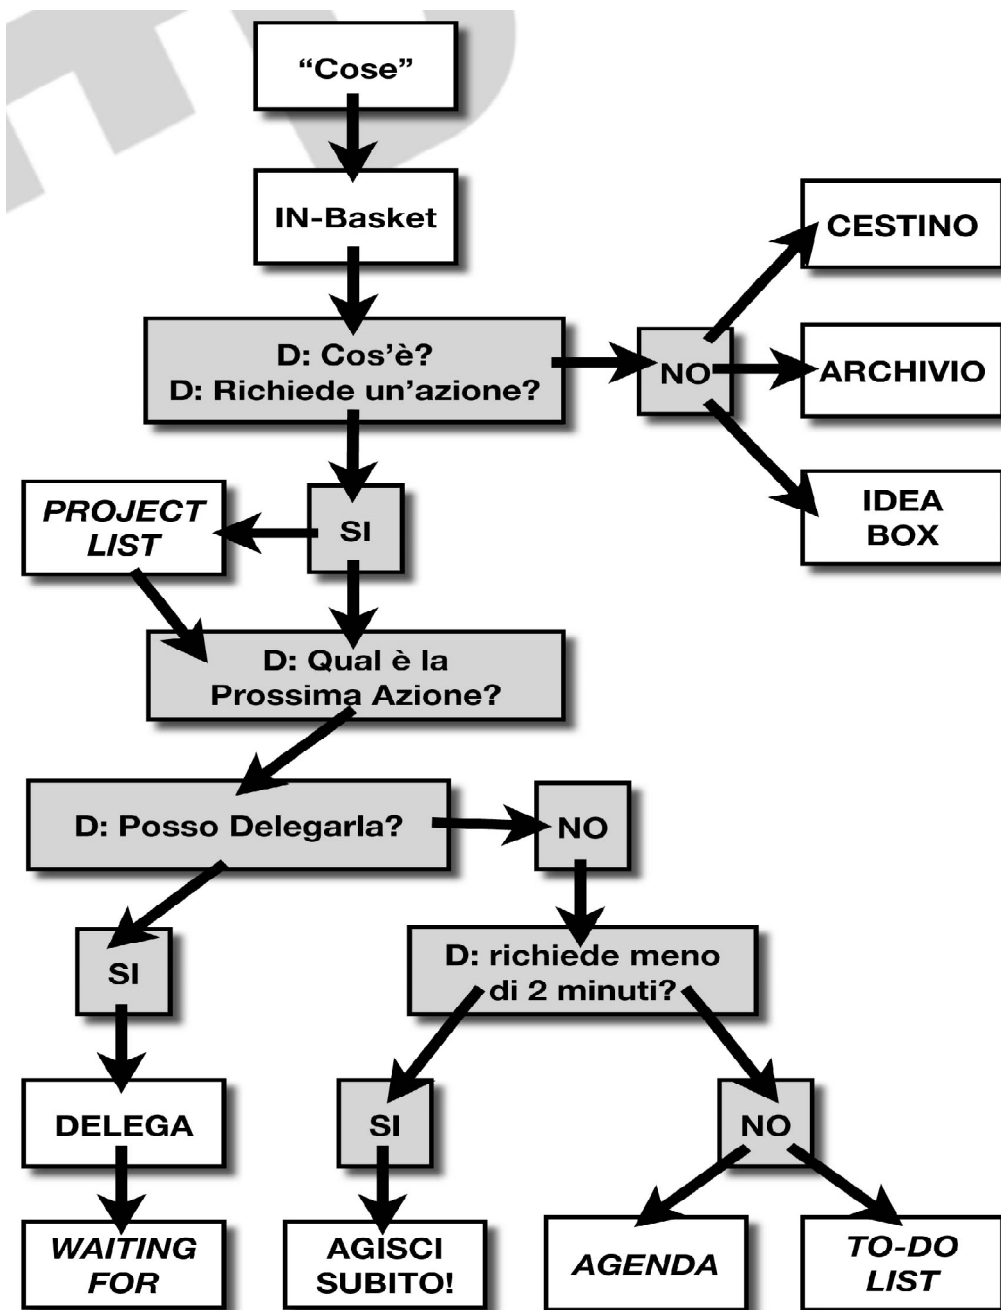 “Cose”
IN-Basket
CESTINO
D: Cos’è?
D: Richiede un’azione?
NO
ARCHIVIO
IDEA
BOX
PROJECT
LIST
SI
D: Qual è la
Prossima Azione?
D: Posso Delegarla?
NO
SI
D: richiede meno
di 2 minuti?
DELEGA
SI
NO
WAITING
FOR
AGISCI
SUBITO!
AGENDA
TO-DO
LIST